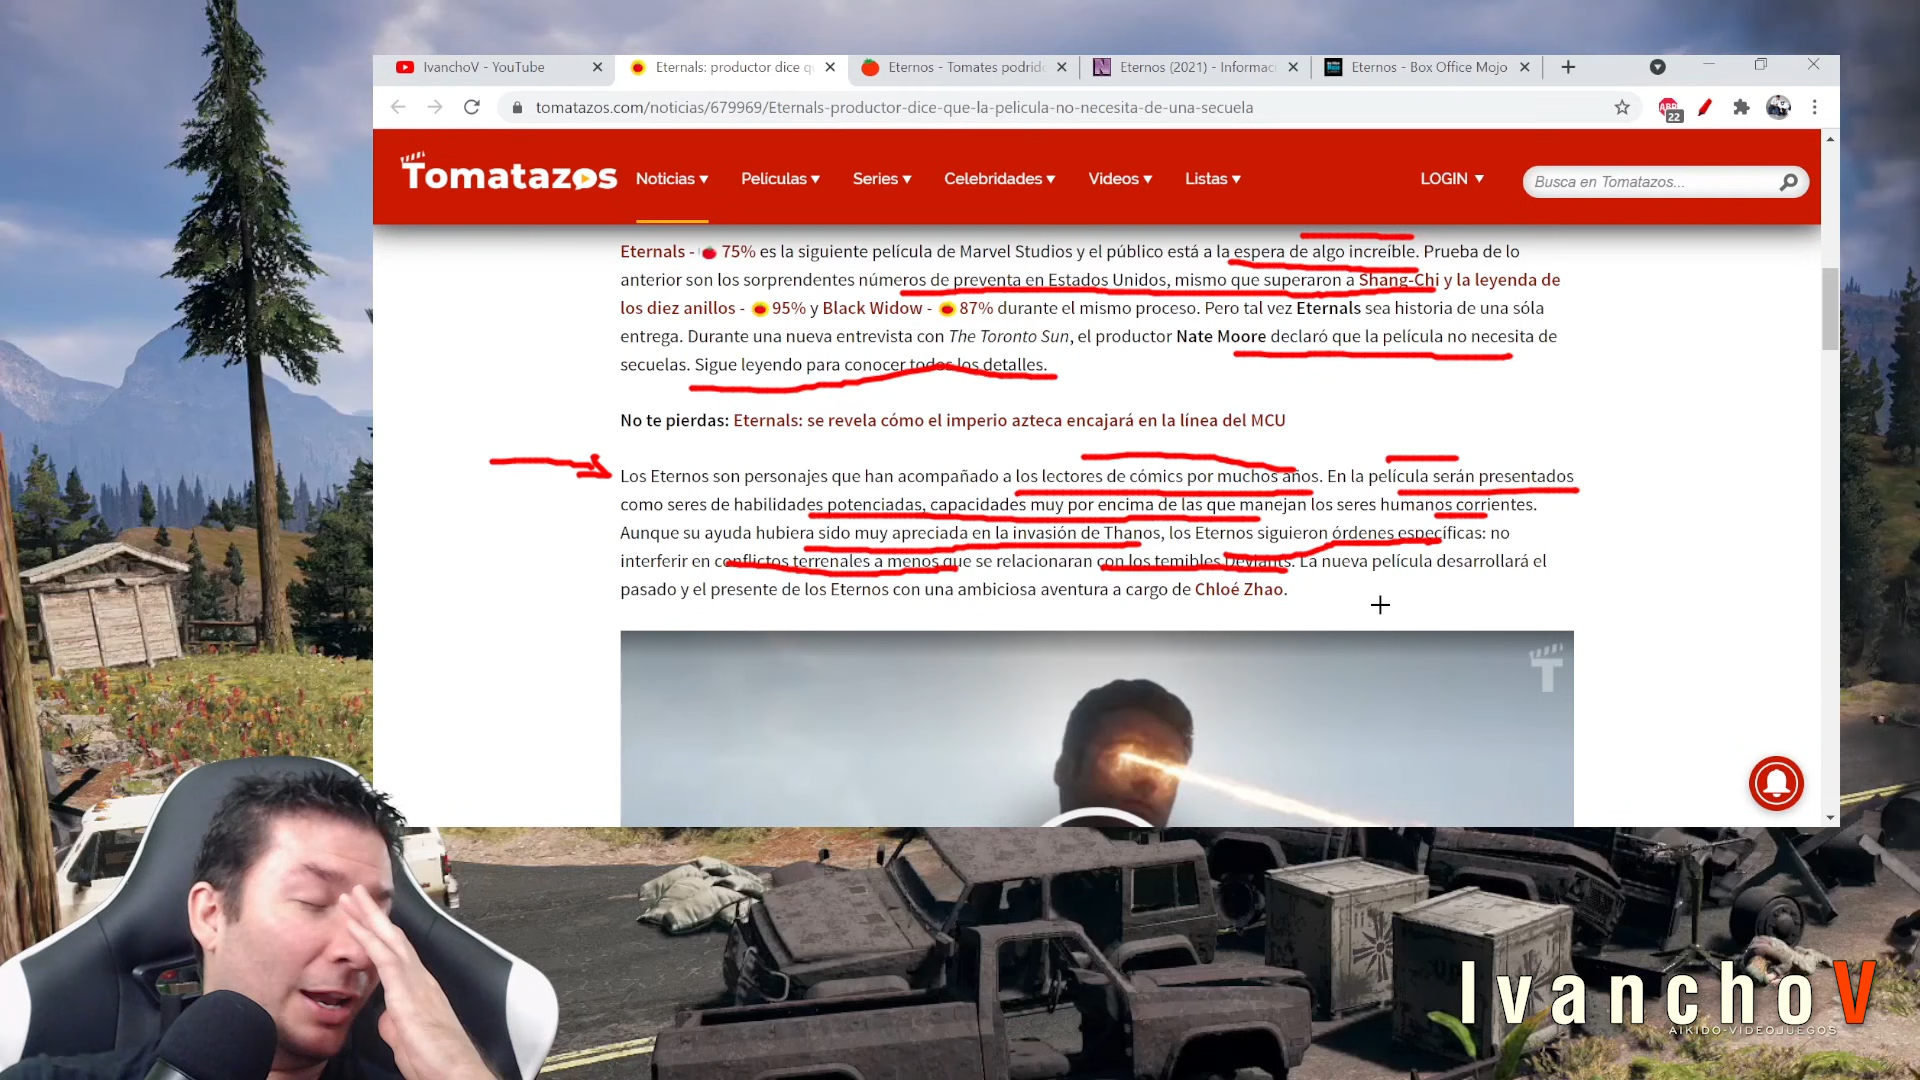 IvanchoV - YouTube
Eternals: productor dice q
Eternos - Tomates podrid
Eternos (2021) - Informac
Eternos - Box Office Mojo
tomatazos.com/noticias/679969/Eternals-productor-dice-que-la-pelicula-no-necesita-de-una-secuela
ABP
22
Tomatazos
Noticias ▾
Películas ▾
Series ▾
Celebridades ▾
Videos ▾
Listas ▾
LOGIN ▾
Busca en Tomatazos...
Eternals - 75% es la siguiente película de Marvel Studios y el público está a la espera de algo increíble. Prueba de lo
anterior son los sorprendentes números de preventa en Estados Unidos, mismo que superaron a Shang-Chi y la leyenda de
los diez anillos - 95% y Black Widow - 87% durante el mismo proceso. Pero tal vez Eternals sea historia de una sóla
entrega. Durante una nueva entrevista con The Toronto Sun, el productor Nate Moore declaró que la película no necesita de
secuelas. Sigue leyendo para conocer todos los detalles.
No te pierdas: Eternals: se revela cómo el imperio azteca encajará en la línea del MCU
Los Eternos son personajes que han acompañado a los lectores de cómics por muchos años. En la película serán presentados
como seres de habilidades potenciadas, capacidades muy por encima de las que manejan los seres humanos corrientes.
Aunque su ayuda hubiera sido muy apreciada en la invasión de Thanos, los Eternos siguieron órdenes específicas: no
interferir en conflictos terrenales a menos que se relacionaran con los temibles Deviants. La nueva película desarrollará el
pasado y el presente de los Eternos con una ambiciosa aventura a cargo de Chloé Zhao.
T
IvanchoV
AIKIDO-VIDEOJUEGOS